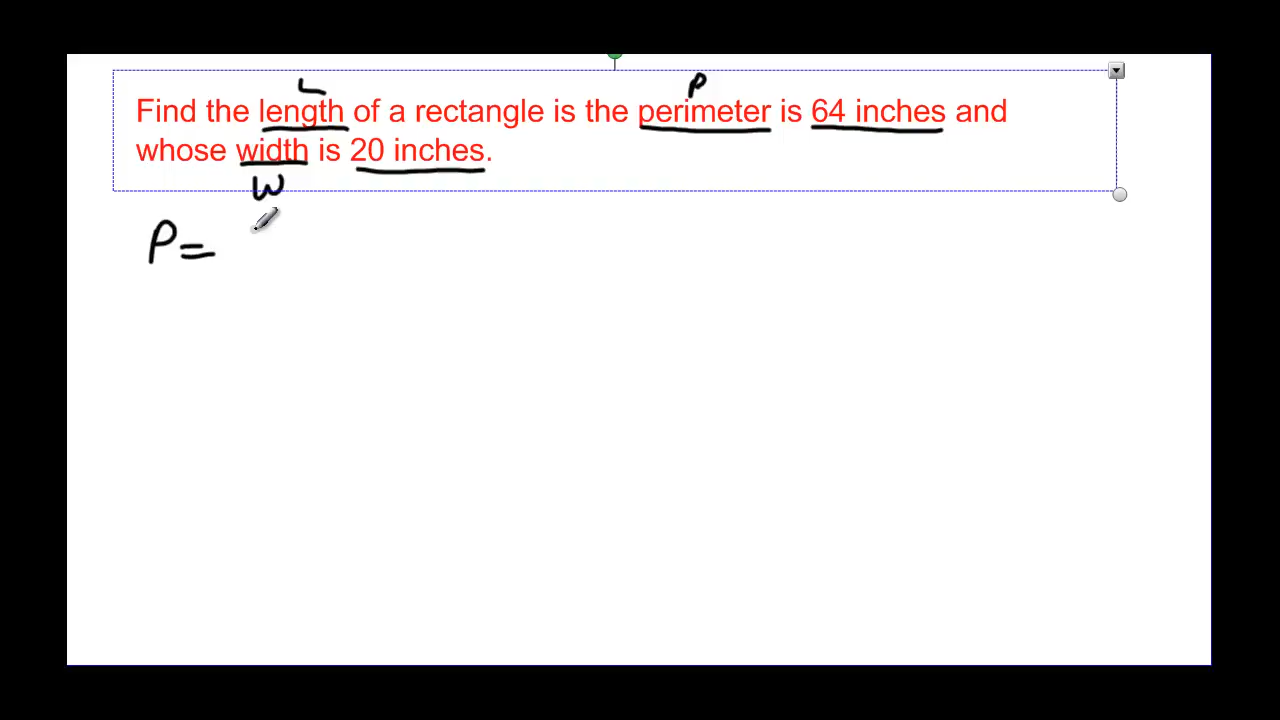 L
P
Find the length of a rectangle is the perimeter is 64 inches and
whose width is 20 inches.
W
P=